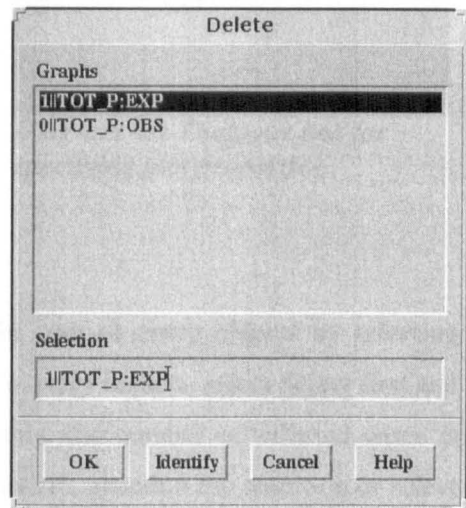 Delete
Graphs
1||TOT_P:EXP
0||TOT_P:OBS
Selection
1||TOT_P:EXP
OK Identify Cancel Help